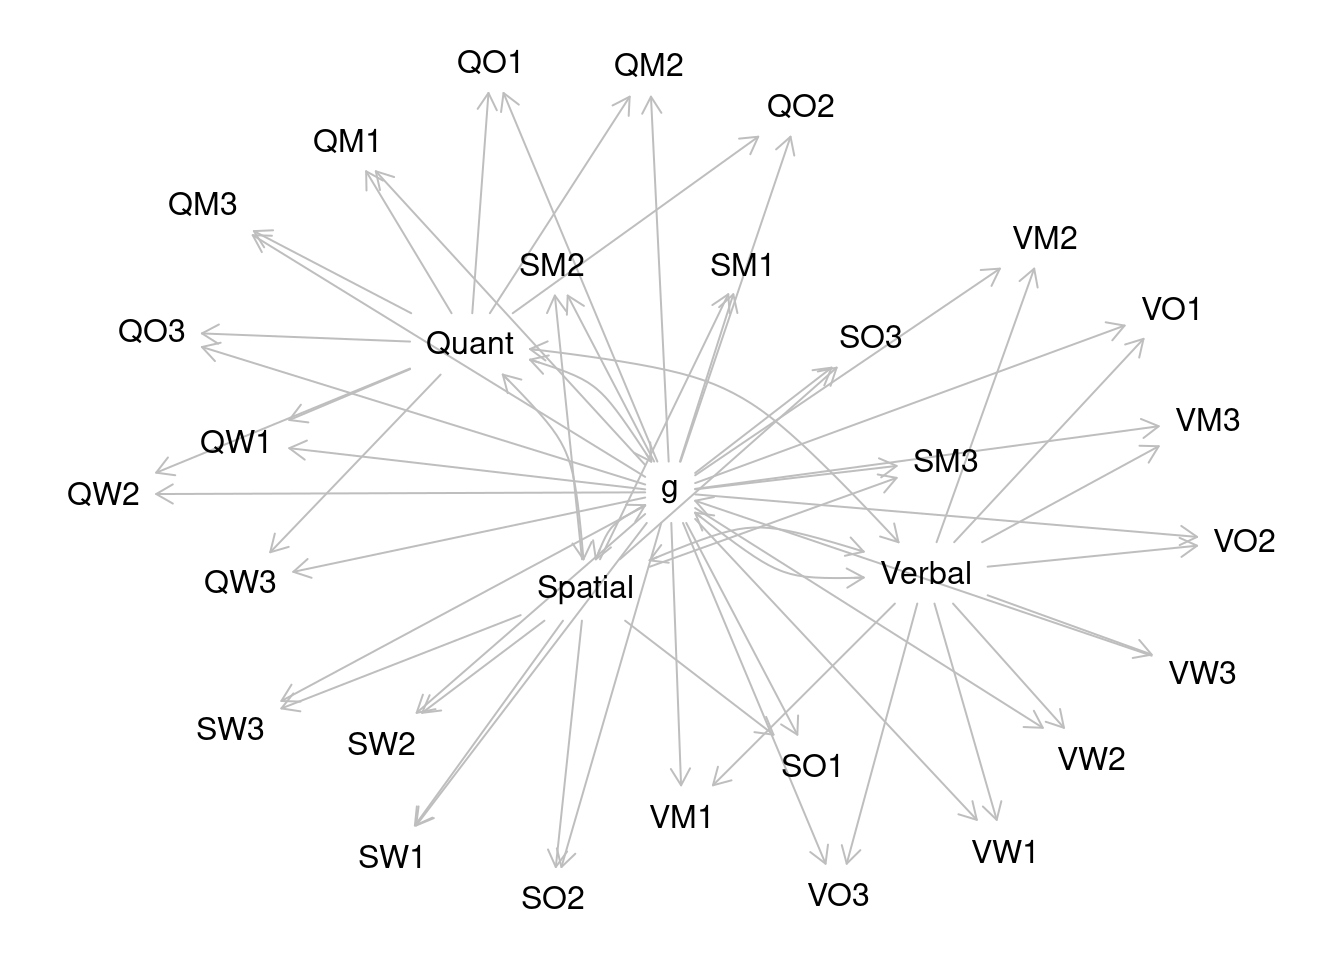 QO1
QM2
QO2
QM1
QM3
VM2
SM2
SM1
VO1
QO3
Quant
SO3
VM3
QW1
SM3
QW2
g
VO2
QW3
Spatial
Verbal
VW3
SW3
SW2
SO1
VW2
VM1
SW1
VW1
SO2
VO3